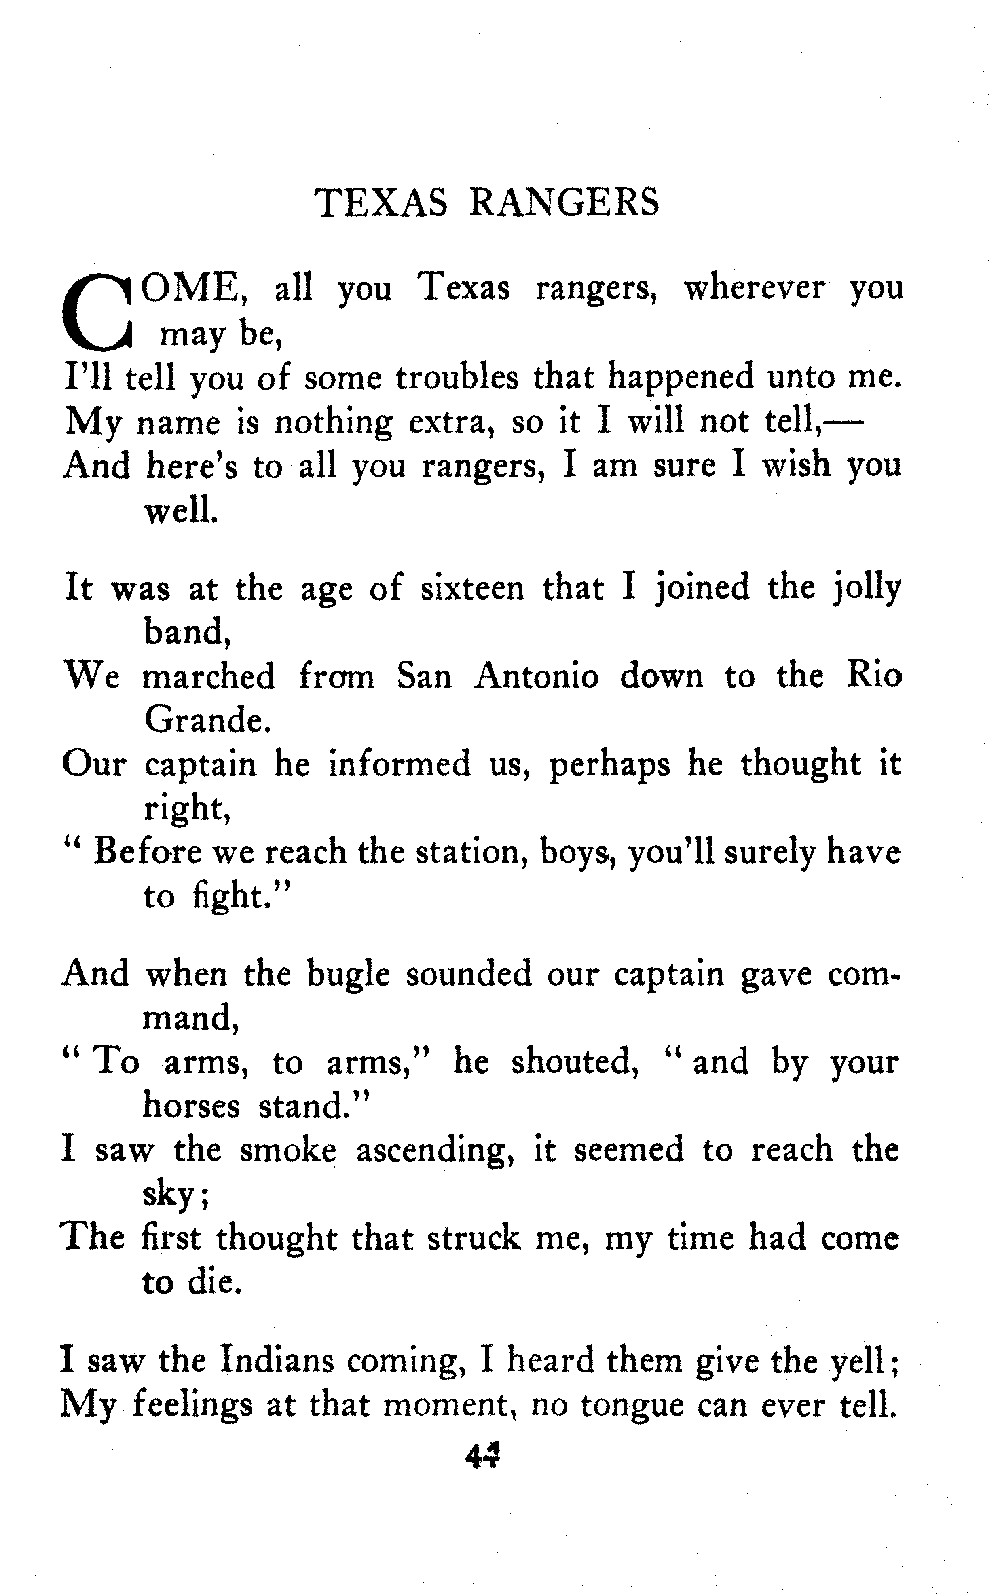 TEXAS RANGERS
COME, all you Texas rangers, wherever you
may be,
I'll tell you of some troubles that happened unto me.
My name is nothing extra, so it I will not tell,—
And here's to all you rangers, I am sure I wish you
well.
It was at the age of sixteen that I joined the jolly
band,
We marched from San Antonio down to the Rio
Grande.
Our captain he informed us, perhaps he thought it
right,
" Before we reach the station, boys, you'll surely have
to fight."
And when the bugle sounded our captain gave com-
mand,
" To arms, to arms," he shouted, " and by your
horses stand."
I saw the smoke ascending, it seemed to reach the
sky;
The first thought that struck me, my time had come
to die.
I saw the Indians coming, I heard them give the yell;
My feelings at that moment, no tongue can ever tell.
44